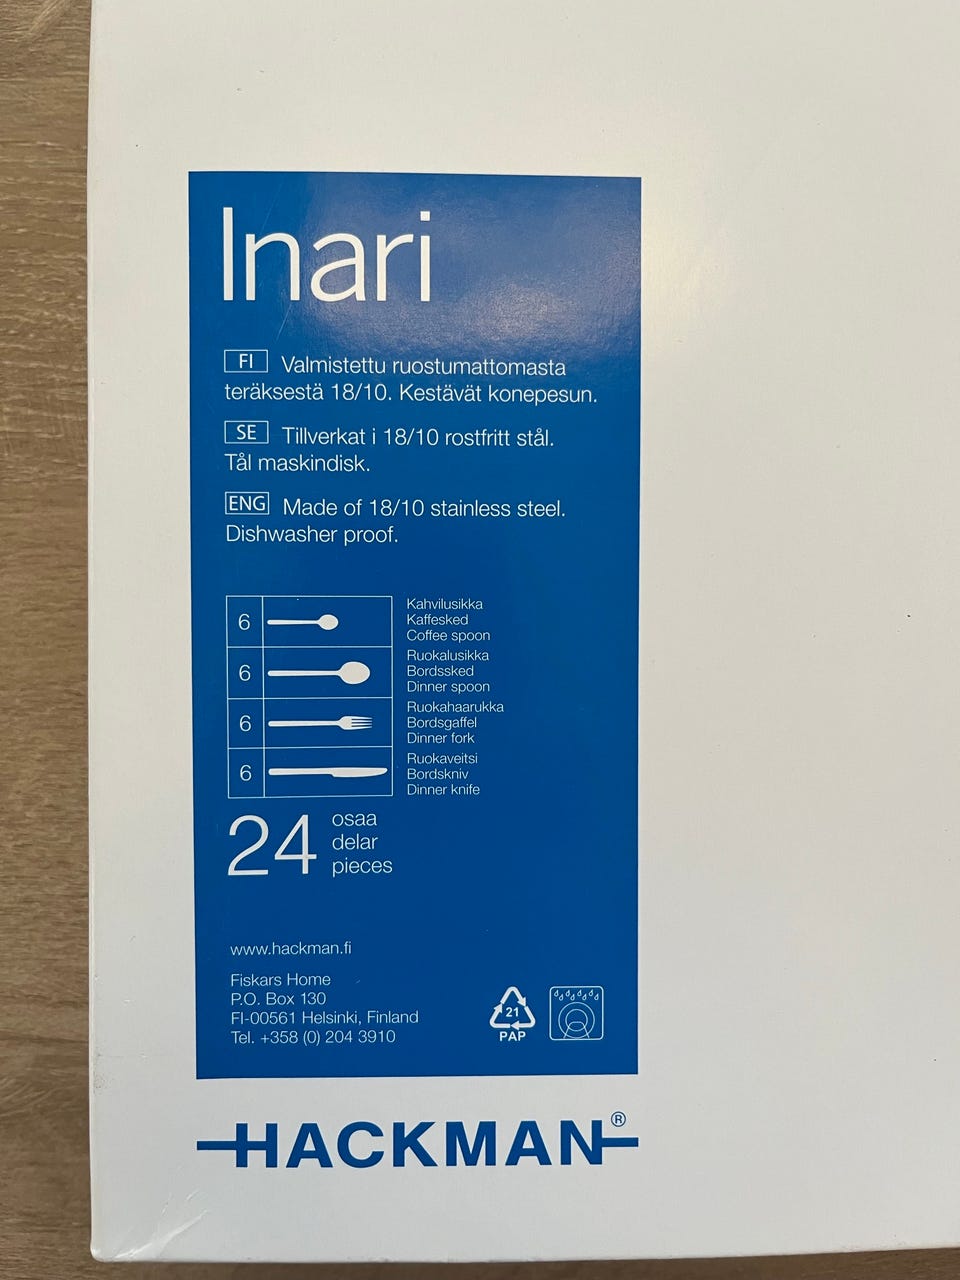 Inari
FI Valmistettu ruostumattomasta
teräksestä 18/10. Kestävät konepesun.
SE Tillverkat i 18/10 rostfritt stål.
Tål maskindisk.
ENG Made of 18/10 stainless steel.
Dishwasher proof.
6
Kahvilusikka
Kaffesked
Coffee spoon
6
Ruokalusikka
Bordssked
Dinner spoon
6
Ruokahaarukka
Bordsgaffel
Dinner fork
6
Ruokaveitsi
Bordskniv
Dinner knife
24
osaa
delar
pieces
www.hackman.fi
Fiskars Home
P.O. Box 130
FI-00561 Helsinki, Finland
Tel. +358 (0) 204 3910
21
PAP
HACKMAN®